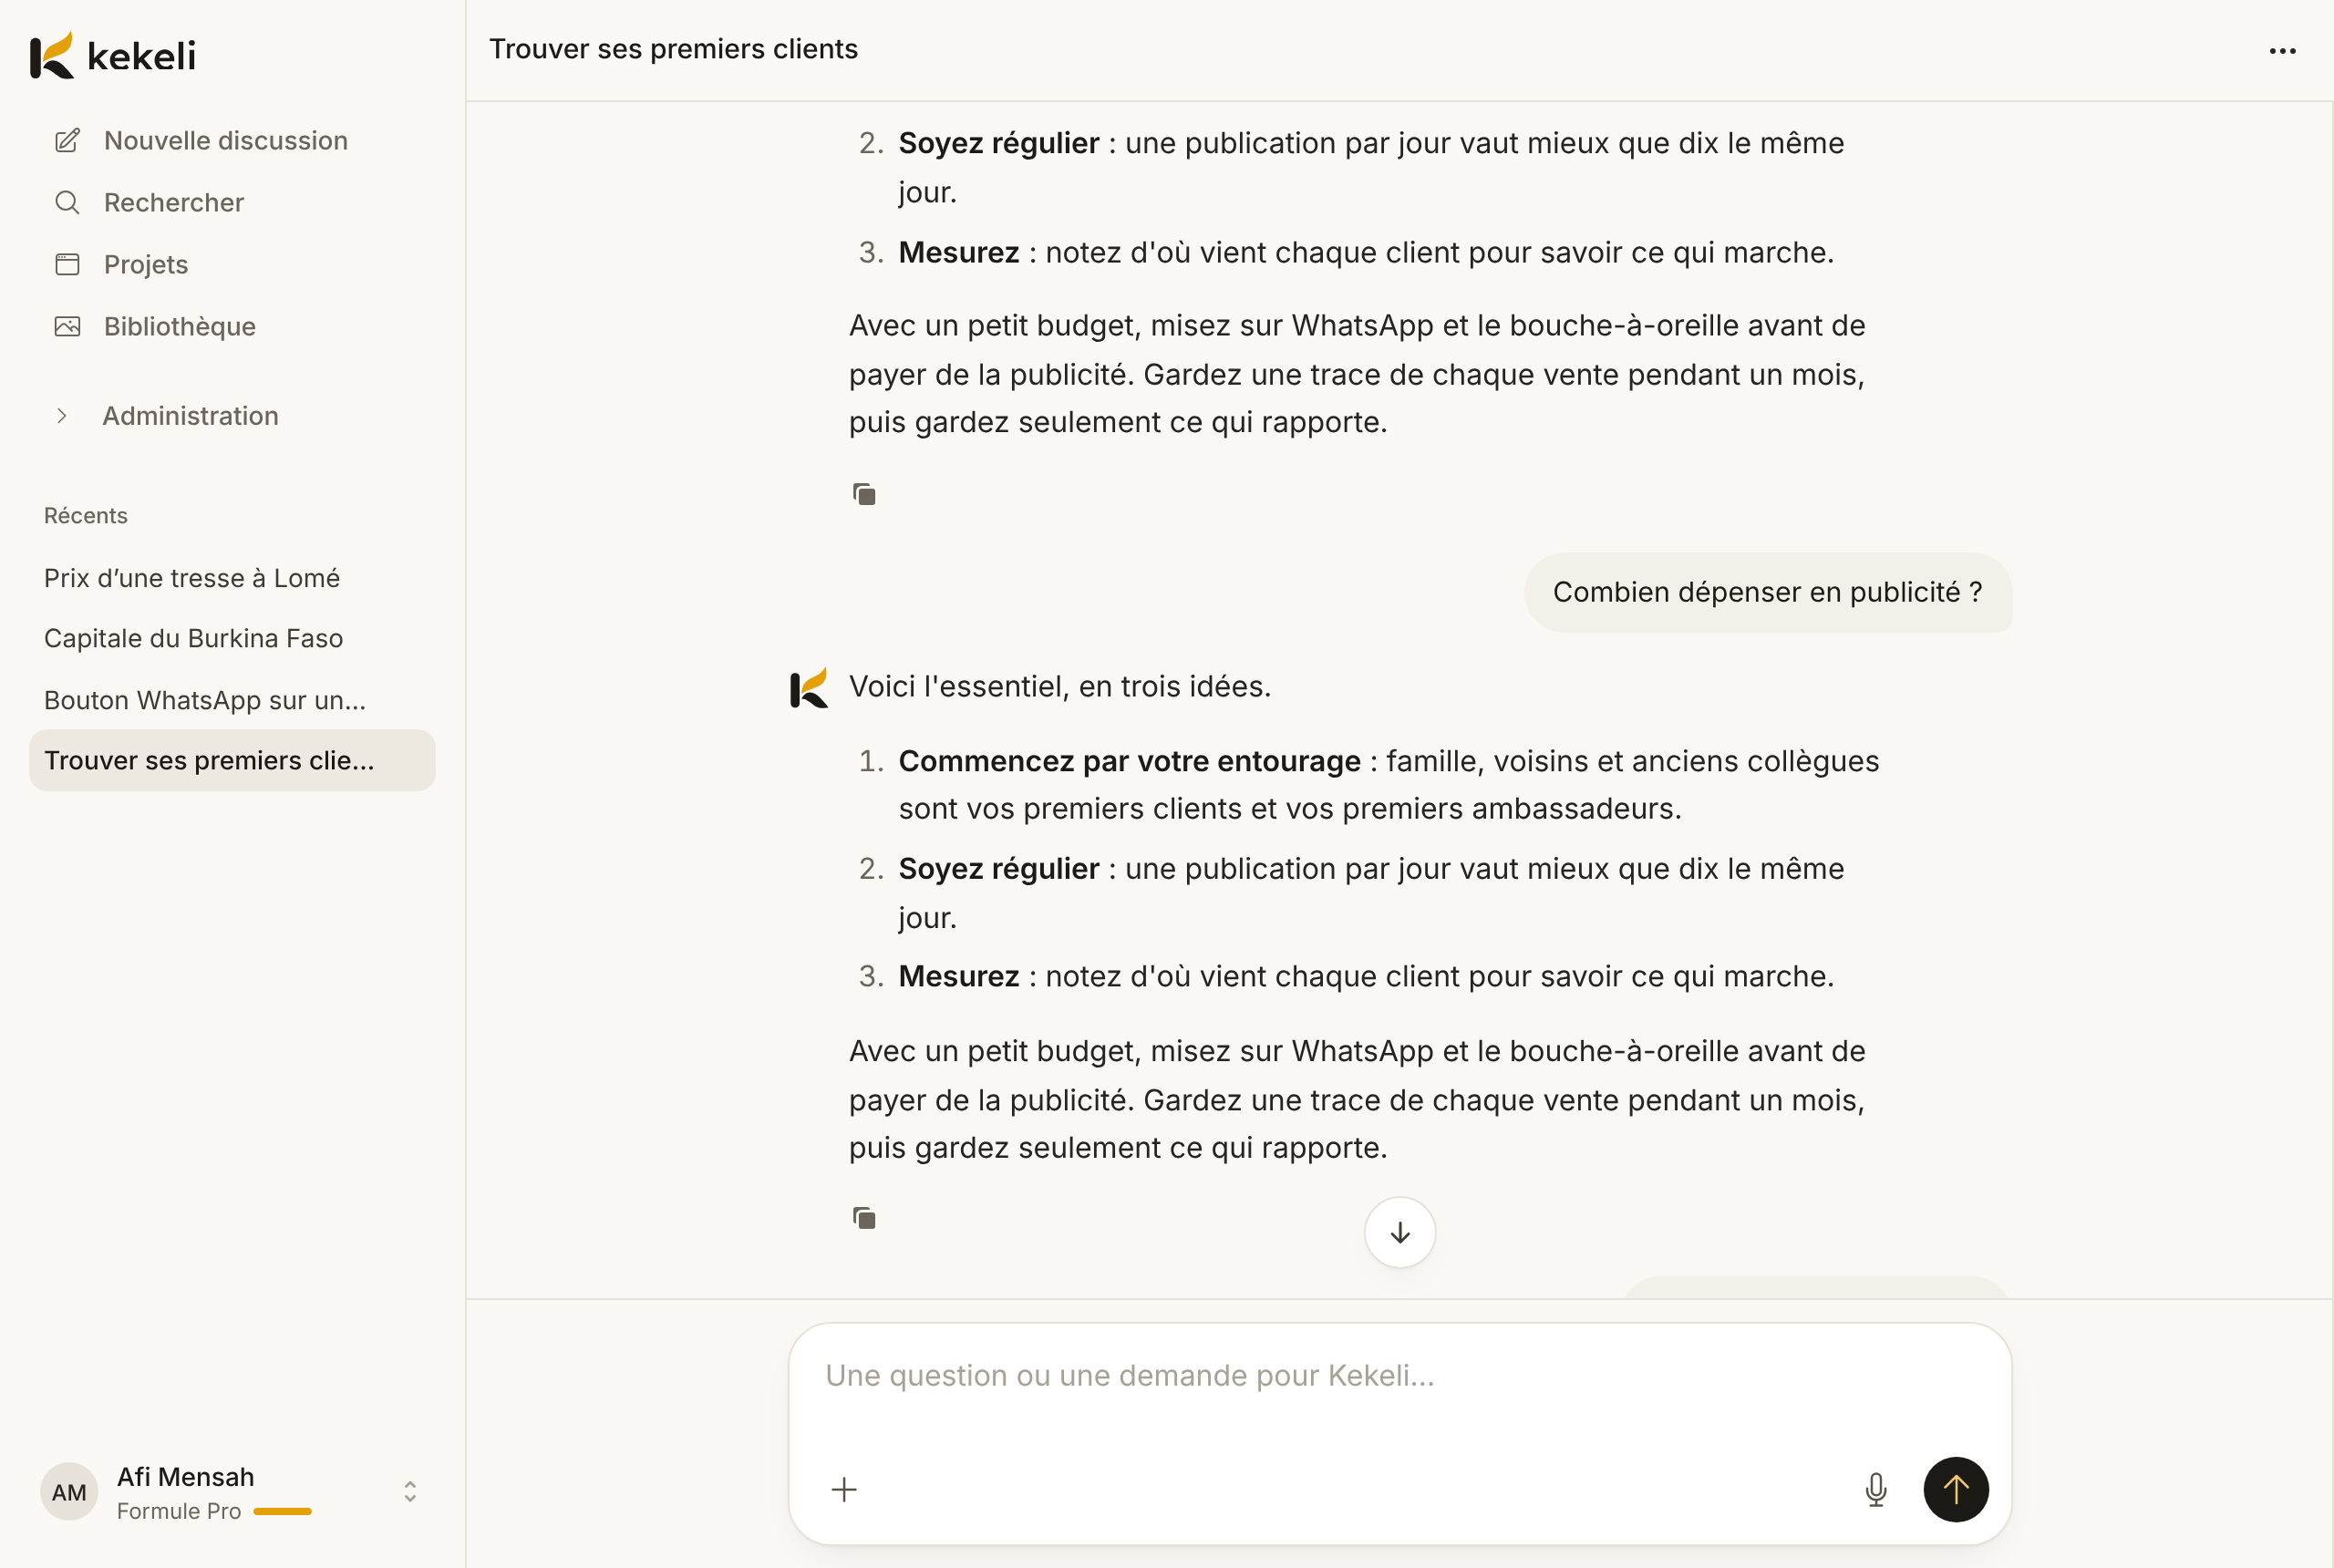 kekeli
Nouvelle discussion
Rechercher
Projets
Bibliothèque
Administration
Récents
Prix d’une tresse à Lomé
Capitale du Burkina Faso
Bouton WhatsApp sur un...
Trouver ses premiers clie...
AM
Afi Mensah
Formule Pro
Trouver ses premiers clients
2. Soyez régulier : une publication par jour vaut mieux que dix le même
jour.
3. Mesurez : notez d'où vient chaque client pour savoir ce qui marche.
Avec un petit budget, misez sur WhatsApp et le bouche-à-oreille avant de
payer de la publicité. Gardez une trace de chaque vente pendant un mois,
puis gardez seulement ce qui rapporte.
Combien dépenser en publicité ?
Voici l'essentiel, en trois idées.
1. Commencez par votre entourage : famille, voisins et anciens collègues
sont vos premiers clients et vos premiers ambassadeurs.
2. Soyez régulier : une publication par jour vaut mieux que dix le même
jour.
3. Mesurez : notez d'où vient chaque client pour savoir ce qui marche.
Avec un petit budget, misez sur WhatsApp et le bouche-à-oreille avant de
payer de la publicité. Gardez une trace de chaque vente pendant un mois,
puis gardez seulement ce qui rapporte.
Une question ou une demande pour Kekeli...